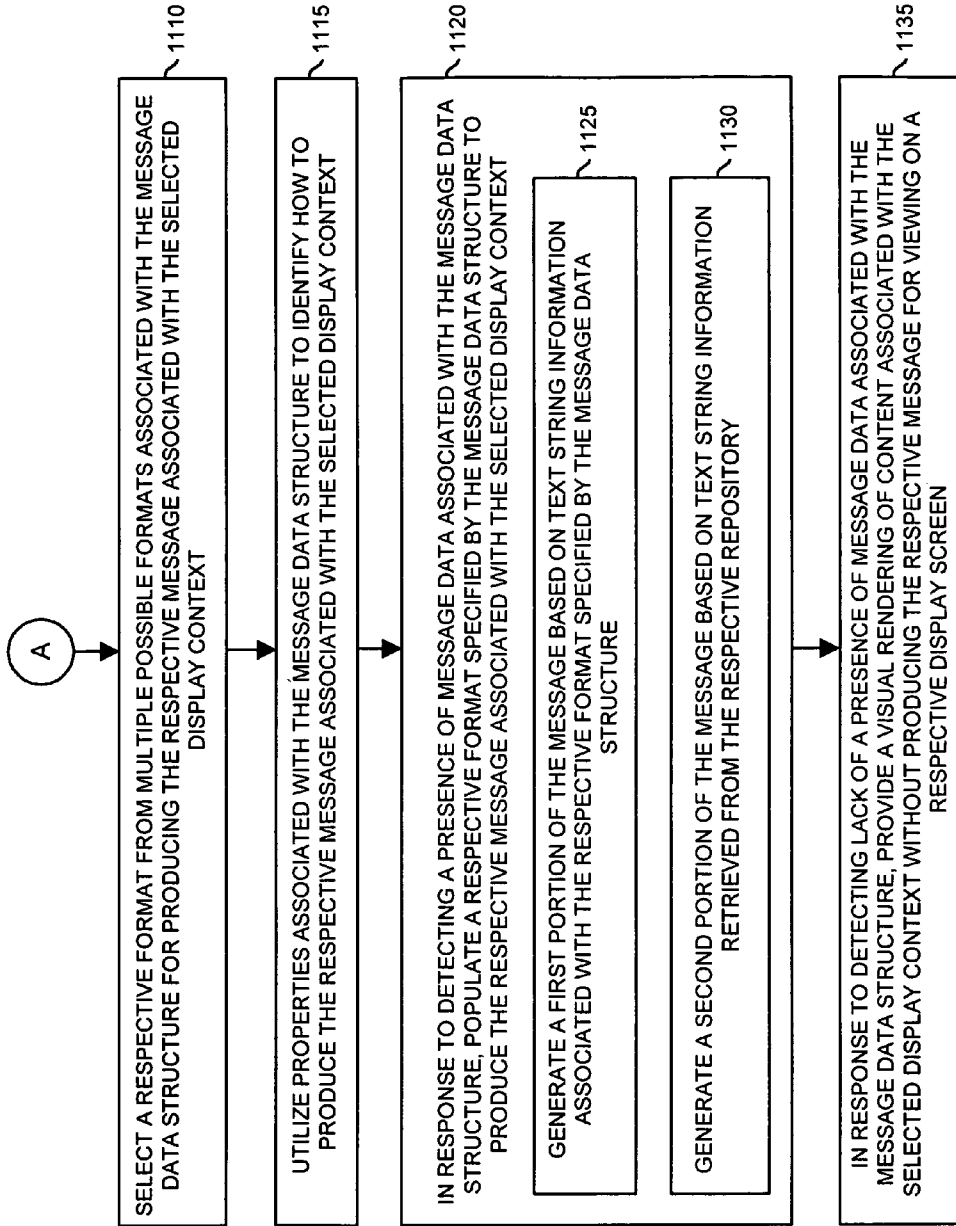 A
SELECT A RESPECTIVE FORMAT FROM MULTIPLE POSSIBLE FORMATS ASSOCIATED WITH THE MESSAGE
DATA STRUCTURE FOR PRODUCING THE RESPECTIVE MESSAGE ASSOCIATED WITH THE SELECTED
DISPLAY CONTEXT
1110
UTILIZE PROPERTIES ASSOCIATED WITH THE MESSAGE DATA STRUCTURE TO IDENTIFY HOW TO
PRODUCE THE RESPECTIVE MESSAGE ASSOCIATED WITH THE SELECTED DISPLAY CONTEXT
1115
IN RESPONSE TO DETECTING A PRESENCE OF MESSAGE DATA ASSOCIATED WITH THE MESSAGE DATA
STRUCTURE, POPULATE A RESPECTIVE FORMAT SPECIFIED BY THE MESSAGE DATA STRUCTURE TO
PRODUCE THE RESPECTIVE MESSAGE ASSOCIATED WITH THE SELECTED DISPLAY CONTEXT
1120
GENERATE A FIRST PORTION OF THE MESSAGE BASED ON TEXT STRING INFORMATION
ASSOCIATED WITH THE RESPECTIVE FORMAT SPECIFIED BY THE MESSAGE DATA
STRUCTURE
1125
GENERATE A SECOND PORTION OF THE MESSAGE BASED ON TEXT STRING INFORMATION
RETRIEVED FROM THE RESPECTIVE REPOSITORY
1130
IN RESPONSE TO DETECTING LACK OF A PRESENCE OF MESSAGE DATA ASSOCIATED WITH THE
MESSAGE DATA STRUCTURE, PROVIDE A VISUAL RENDERING OF CONTENT ASSOCIATED WITH THE
SELECTED DISPLAY CONTEXT WITHOUT PRODUCING THE RESPECTIVE MESSAGE FOR VIEWING ON A
RESPECTIVE DISPLAY SCREEN
1135